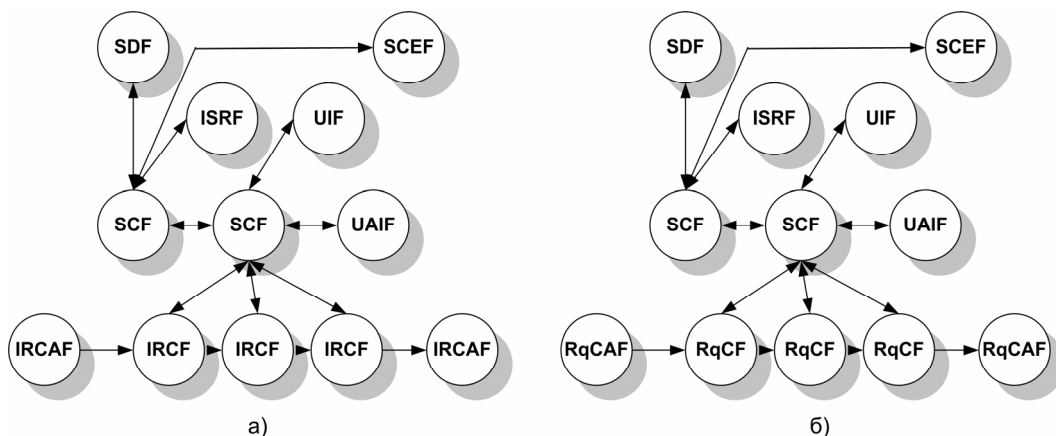 SDF
SCEF
ISRF
UIF
SCF
SCF
UAIF
IRCAF
IRCF
IRCF
IRCF
IRCAF
а)
SDF
SCEF
ISRF
UIF
SCF
SCF
UAIF
RqCAF
RqCF
RqCF
RqCF
RqCAF
б)